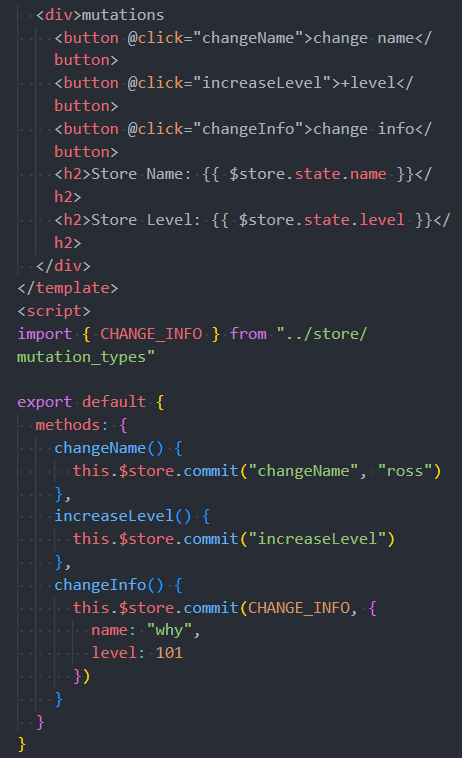 <div>mutations
<button @click="changeName">change name</
button>
<button @click="increaseLevel">+level</
button>
<button @click="changeInfo">change info</
button>
<h2>Store Name: {{ $store.state.name }}</
h2>
<h2>Store Level: {{ $store.state.level }}</
h2>
</div>
</template>
<script>
import { CHANGE_INFO } from "../store/
mutation_types"
export default {
methods: {
changeName() {
this.$store.commit("changeName", "ross")
},
increaseLevel() {
this.$store.commit("increaseLevel")
},
changeInfo() {
this.$store.commit(CHANGE_INFO, {
name: "why",
level: 101
})
}
}
}